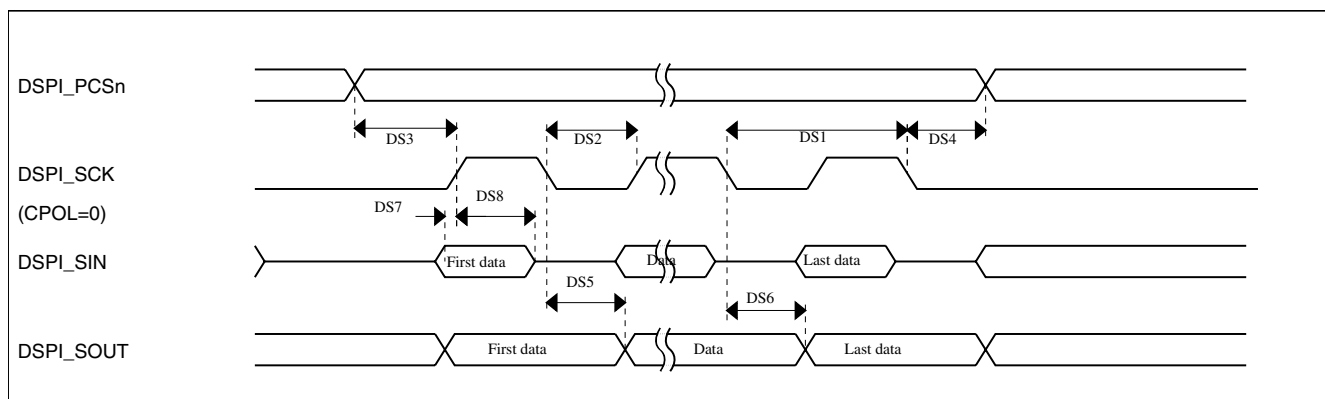 DSPI_PCSn
DS3
DS2
DS1
DS4
DSPI_SCK
(CPOL=0)
DS7
DS8
DSPI_SIN
First data
Data
Last data
DS5
DS6
DSPI_SOUT
First data
Data
Last data